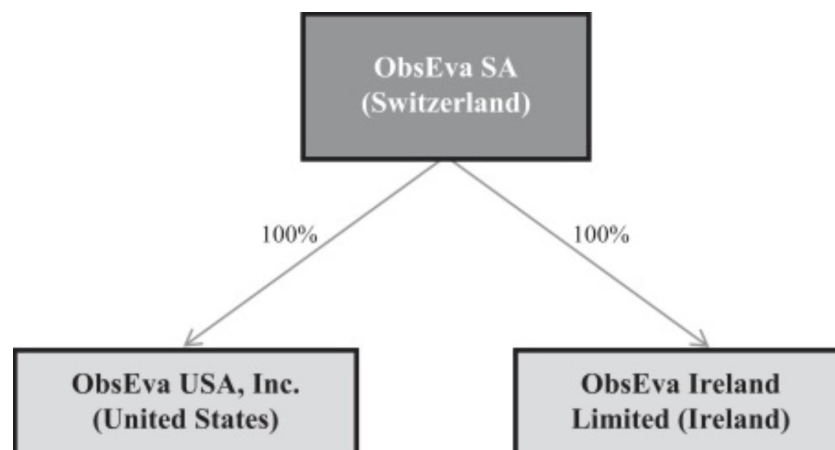 ObsEva SA
(Switzerland)
100%
100%
ObsEva USA, Inc.
(United States)
ObsEva Ireland
Limited (Ireland)